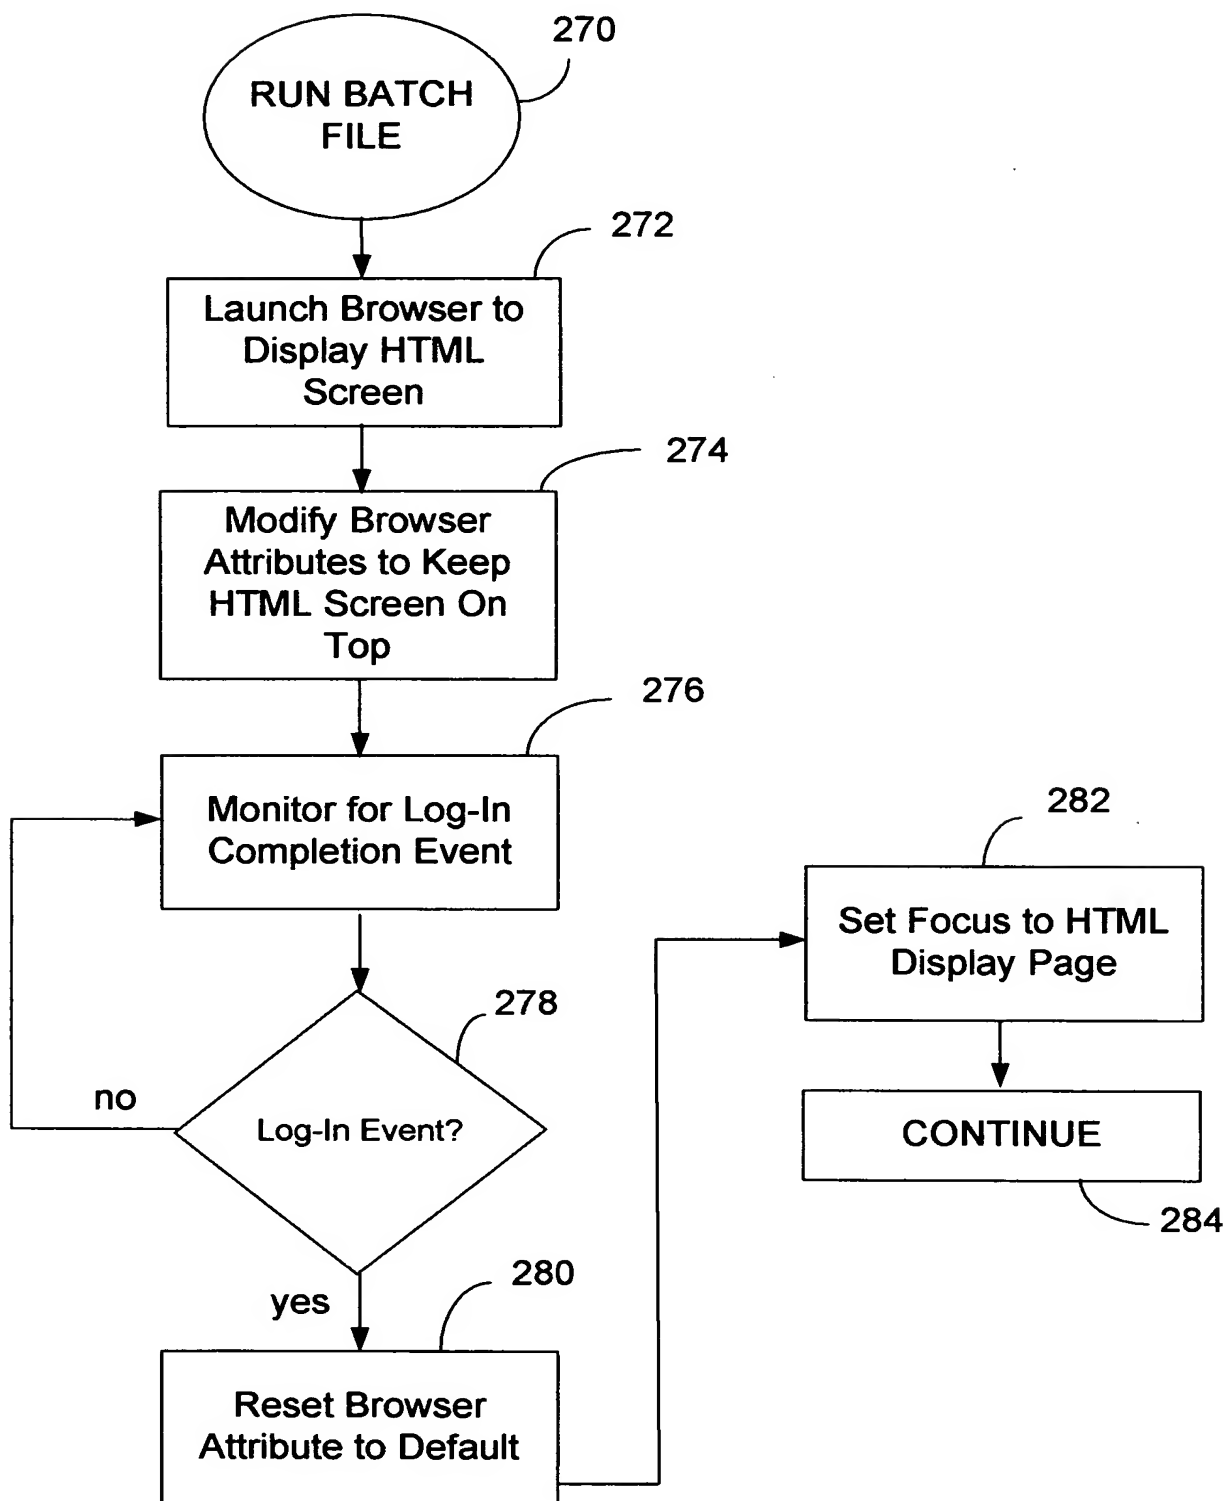 270
RUN BATCH
FILE
272
Launch Browser to
Display HTML
Screen
274
Modify Browser
Attributes to Keep
HTML Screen On
Top
276
Monitor for Log-In
Completion Event
278
Log-In Event?
no
yes
280
Reset Browser
Attribute to Default
282
Set Focus to HTML
Display Page
CONTINUE
284